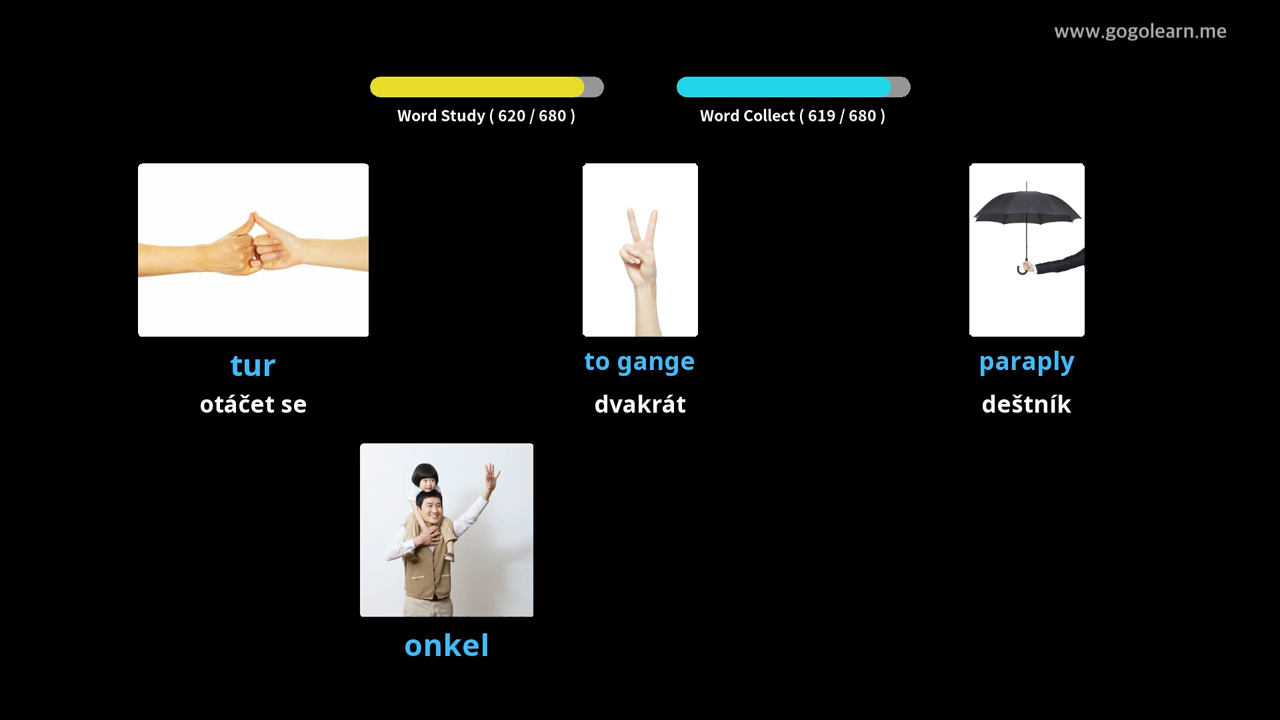 www.gogolearn.me
Word Study ( 620 / 680 )
Word Collect ( 619 / 680 )
tur
to gange
paraply
otáčet se
dvakrát
deštník
onkel